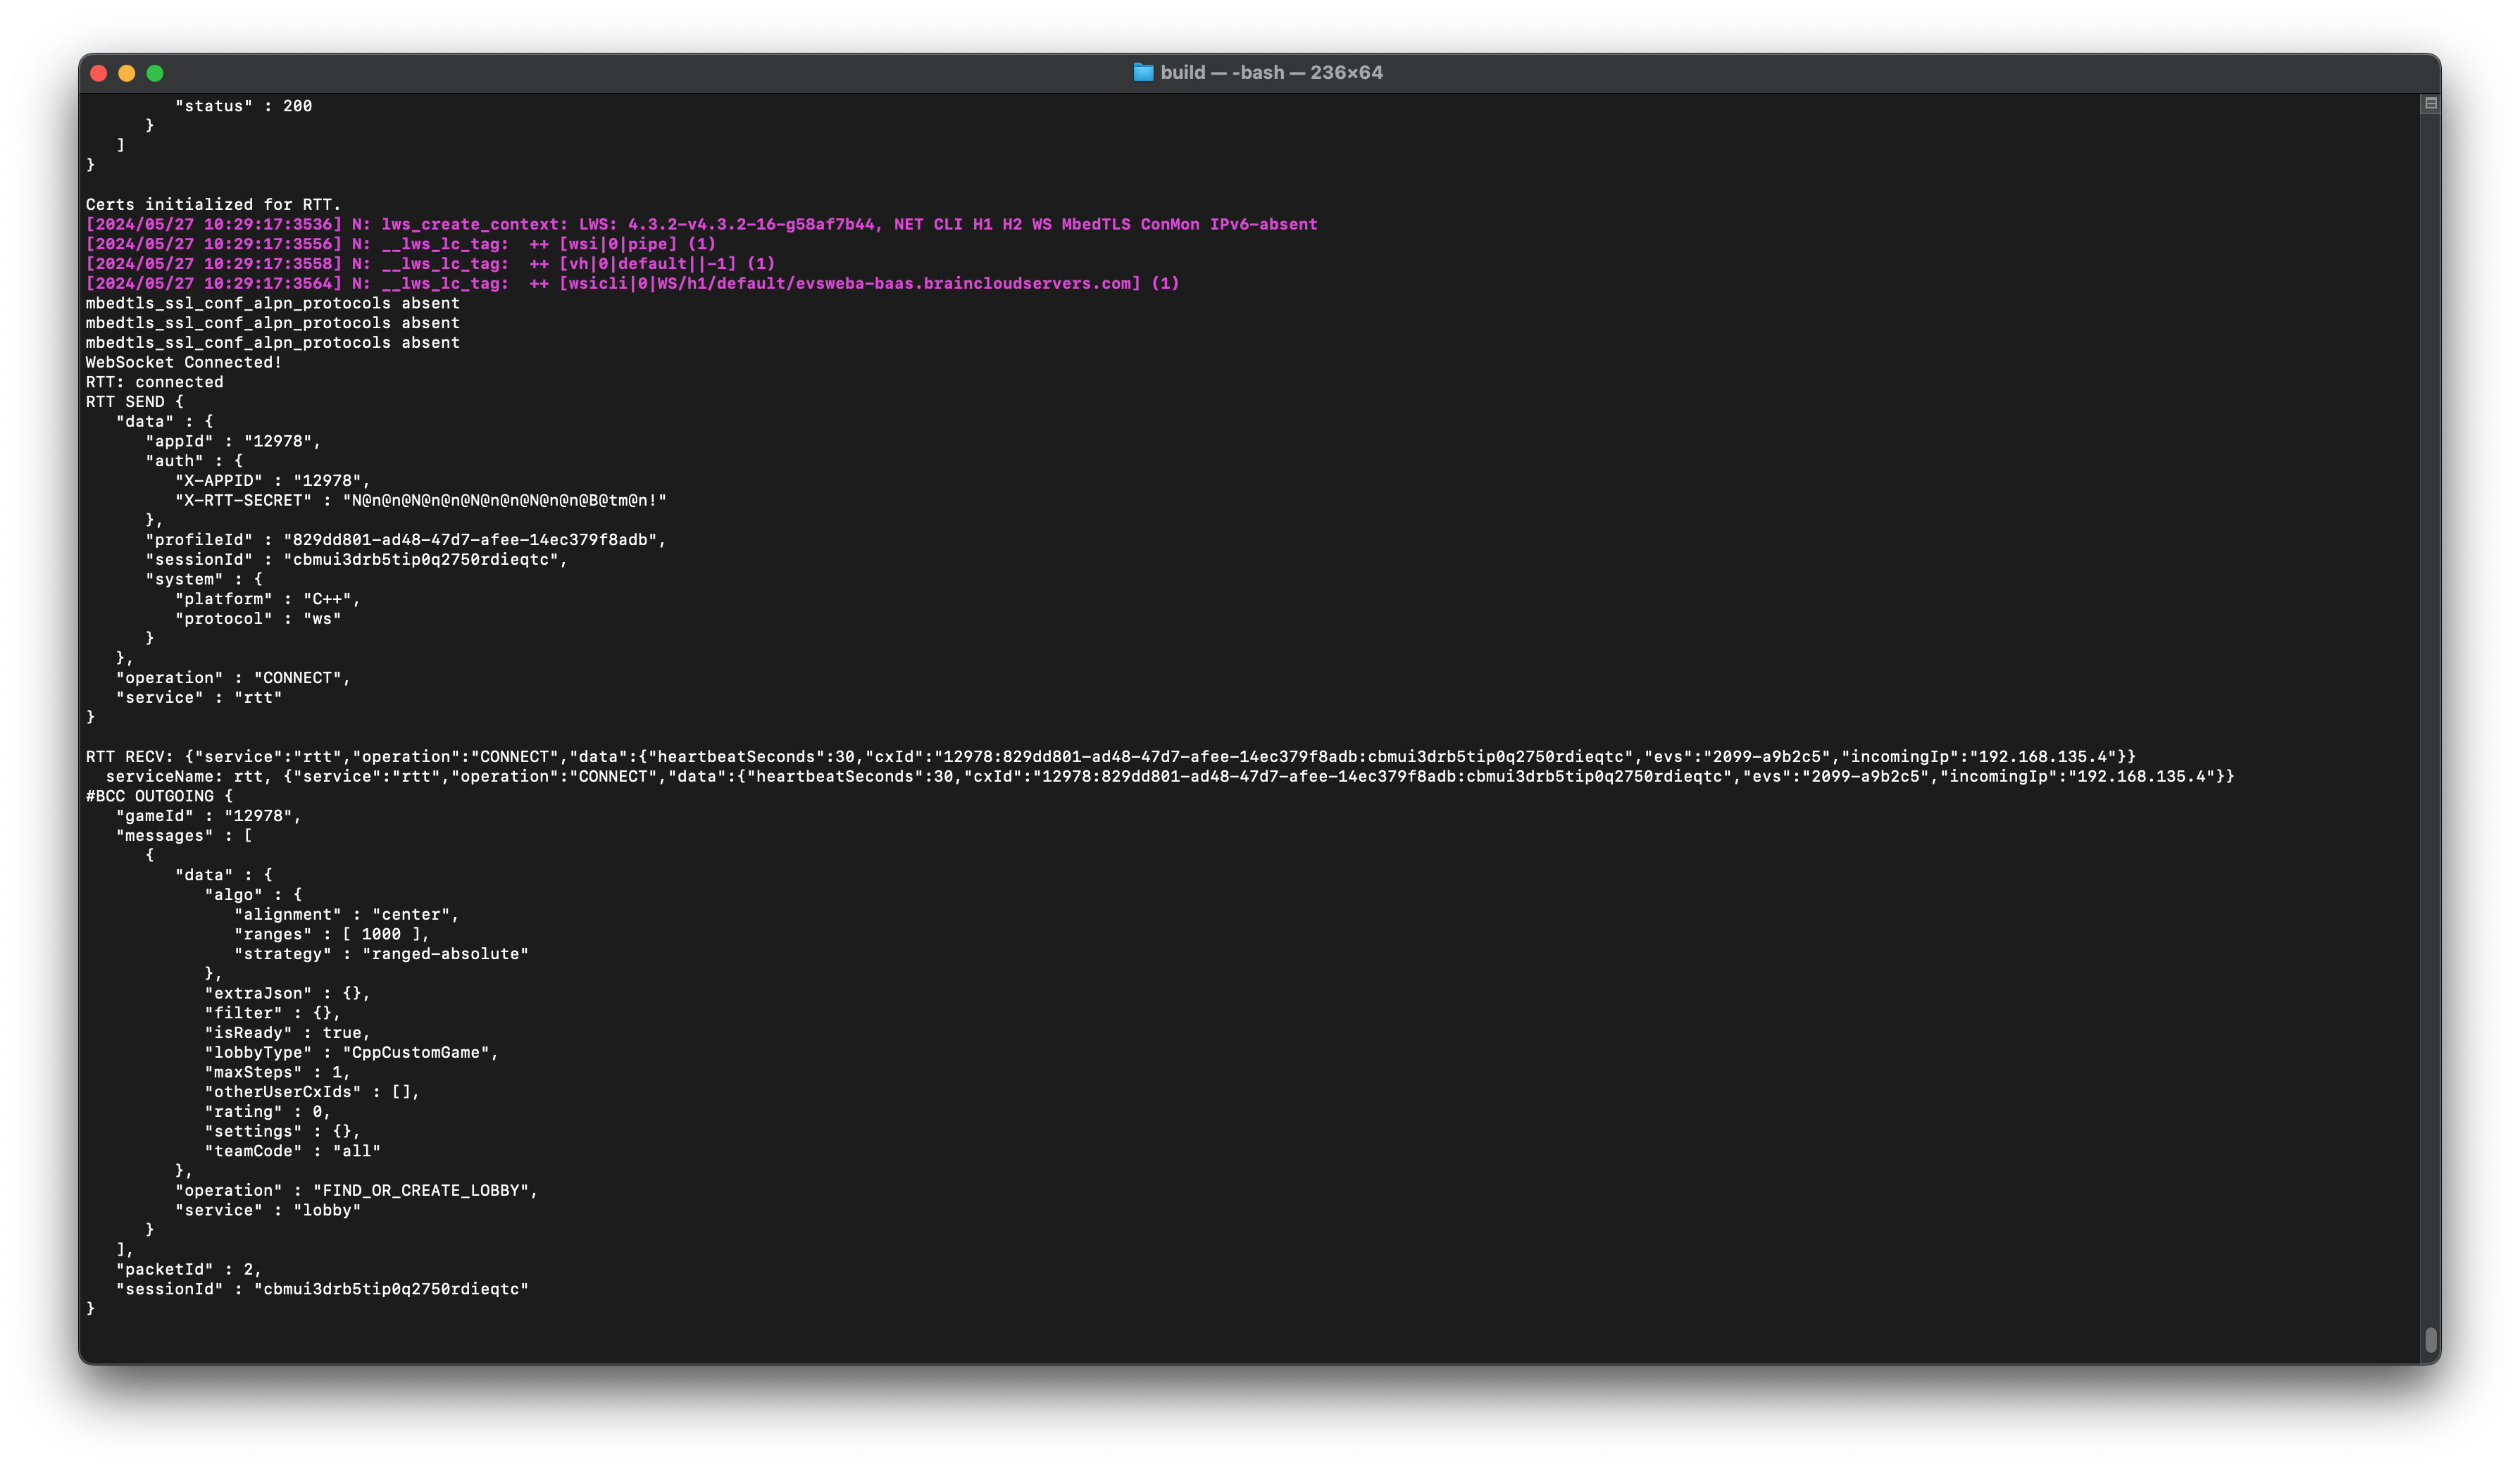 build — -bash — 236×64
"status" : 200
}
]
}
Certs initialized for RTT.
[2024/05/27 10:29:17:3536] N: lws_create_context: LWS: 4.3.2-v4.3.2-16-g58af7b44, NET CLI H1 H2 WS MbedTLS ConMon IPv6-absent
[2024/05/27 10:29:17:3556] N: __lws_lc_tag:  ++ [wsi|0|pipe] (1)
[2024/05/27 10:29:17:3558] N: __lws_lc_tag:  ++ [vh|0|default||-1] (1)
[2024/05/27 10:29:17:3564] N: __lws_lc_tag:  ++ [wsicli|0|WS/h1/default/evsweba-baas.braincloudservers.com] (1)
mbedtls_ssl_conf_alpn_protocols absent
mbedtls_ssl_conf_alpn_protocols absent
mbedtls_ssl_conf_alpn_protocols absent
WebSocket Connected!
RTT: connected
RTT SEND {
"data" : {
"appId" : "12978",
"auth" : {
"X-APPID" : "12978",
"X-RTT-SECRET" : "N@n@n@N@n@n@N@n@n@N@n@n@B@tm@n!"
},
"profileId" : "829dd801-ad48-47d7-afee-14ec379f8adb",
"sessionId" : "cbmui3drb5tip0q2750rdieqtc",
"system" : {
"platform" : "C++",
"protocol" : "ws"
}
},
"operation" : "CONNECT",
"service" : "rtt"
}
RTT RECV: {"service":"rtt","operation":"CONNECT","data":{"heartbeatSeconds":30,"cxId":"12978:829dd801-ad48-47d7-afee-14ec379f8adb:cbmui3drb5tip0q2750rdieqtc","evs":"2099-a9b2c5","incomingIp":"192.168.135.4"}}
serviceName: rtt, {"service":"rtt","operation":"CONNECT","data":{"heartbeatSeconds":30,"cxId":"12978:829dd801-ad48-47d7-afee-14ec379f8adb:cbmui3drb5tip0q2750rdieqtc","evs":"2099-a9b2c5","incomingIp":"192.168.135.4"}}
#BCC OUTGOING {
"gameId" : "12978",
"messages" : [
{
"data" : {
"algo" : {
"alignment" : "center",
"ranges" : [ 1000 ],
"strategy" : "ranged-absolute"
},
"extraJson" : {},
"filter" : {},
"isReady" : true,
"lobbyType" : "CppCustomGame",
"maxSteps" : 1,
"otherUserCxIds" : [],
"rating" : 0,
"settings" : {},
"teamCode" : "all"
},
"operation" : "FIND_OR_CREATE_LOBBY",
"service" : "lobby"
}
],
"packetId" : 2,
"sessionId" : "cbmui3drb5tip0q2750rdieqtc"
}